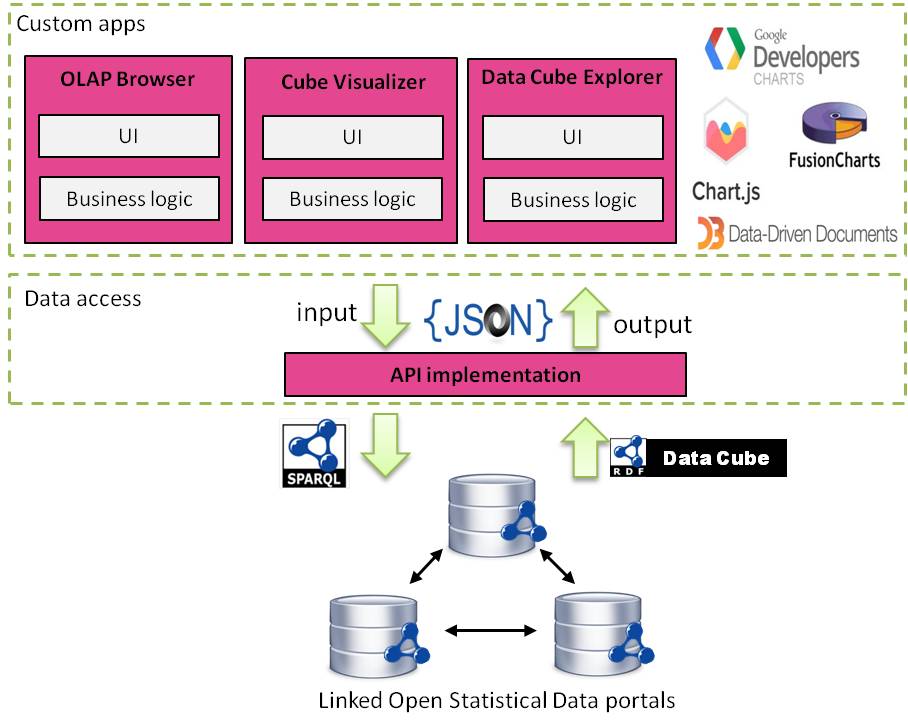 Custom apps
OLAP Browser
UI
Business logic
Cube Visualizer
UI
Business logic
Data Cube Explorer
UI
Business logic
Google
Developers
CHARTS
Chart.js
FusionCharts
D3 Data-Driven Documents
Data access
input
{JSON}
output
API implementation
SPARQL
RDF
Data Cube
Linked Open Statistical Data portals